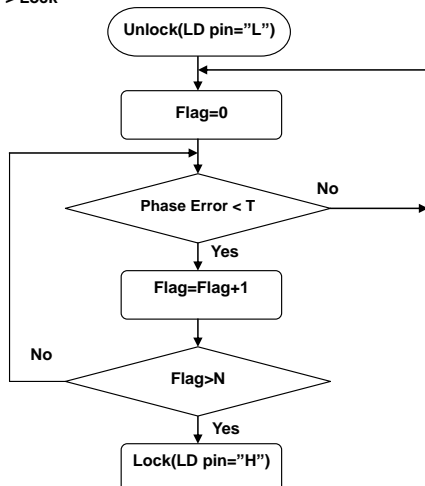 > Lock
Unlock(LD pin=”L”)
Flag=0
Phase Error < T
No
Yes
Flag=Flag+1
No
Flag>N
Yes
Lock(LD pin=”H”)